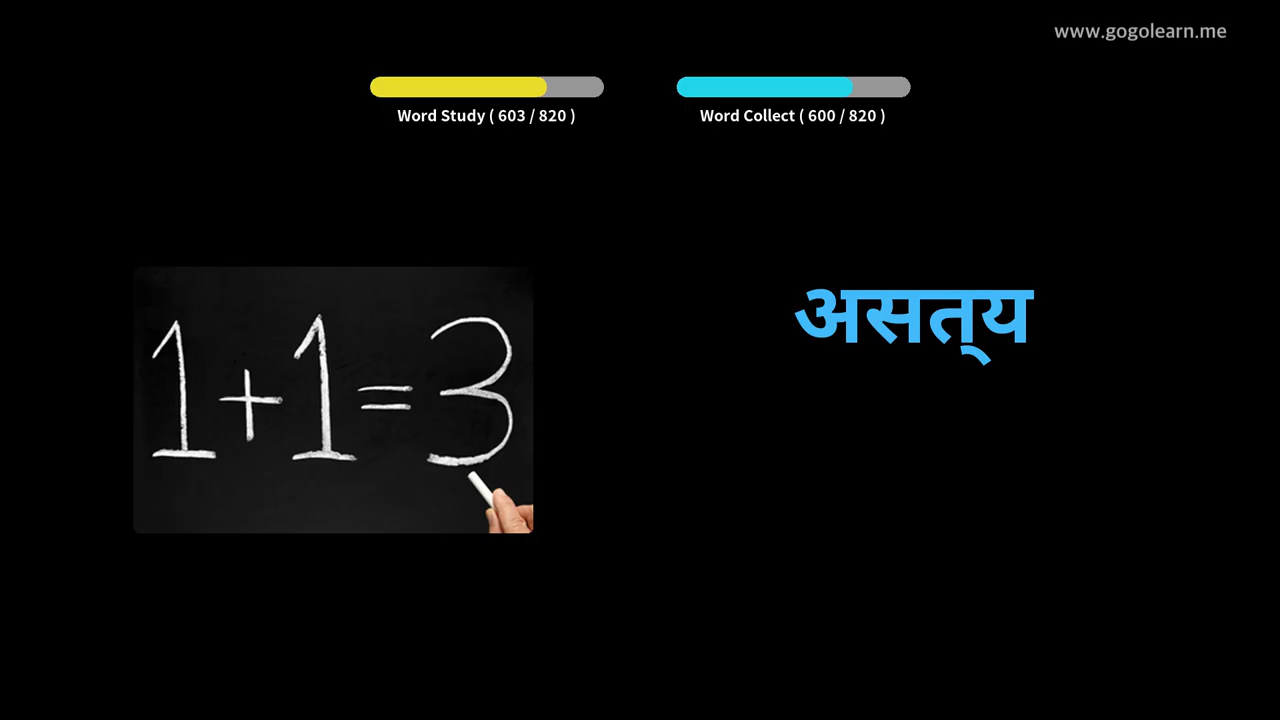 www.gogolearn.me
Word Study ( 603 / 820 )
Word Collect ( 600 / 820 )
असत्य
1+1=3